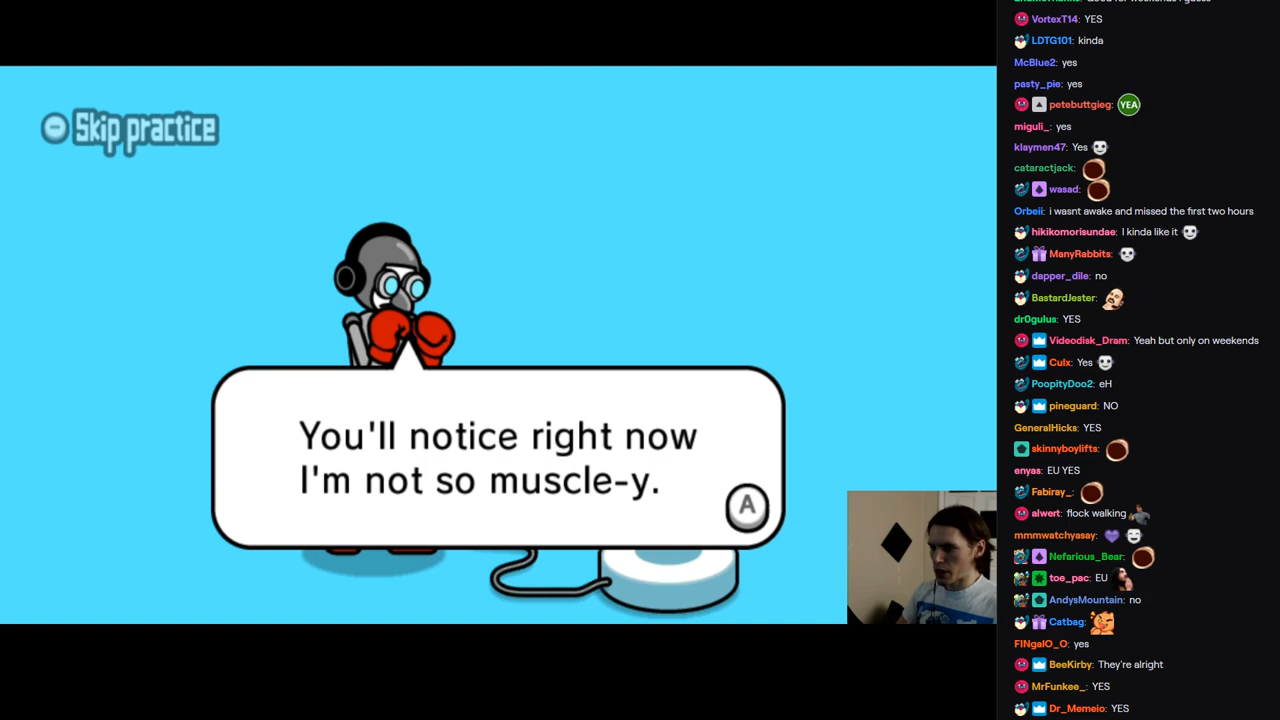 Skip practice
You'll notice right now
I'm not so muscle-y.
A
VortexT14: YES
LDTG101: kinda
McBlue2: yes
pasty_pie: yes
petebuttgieg: YEA
miguli_: yes
klaymen47: Yes
cataractjack:
wasad:
Orbeii: i wasnt awake and missed the first two hours
hikikomorisundae: I kinda like it
ManyRabbits:
dapper_dile: no
BastardJester:
dr0gulus: YES
Videodisk_Dram: Yeah but only on weekends
Culx: Yes
PoopityDoo2: eH
pineguard: NO
GeneralHicks: YES
skinnyboylifts:
enyas: EU YES
Fabiray_:
alwert: flock walking
mmmwatchyasay:
Nefarious_Bear:
toe_pac: EU
AndysMountain: no
Catbag:
FINgalO_O: yes
BeeKirby: They're alright
MrFunkee_: YES
Dr_Memeio: YES